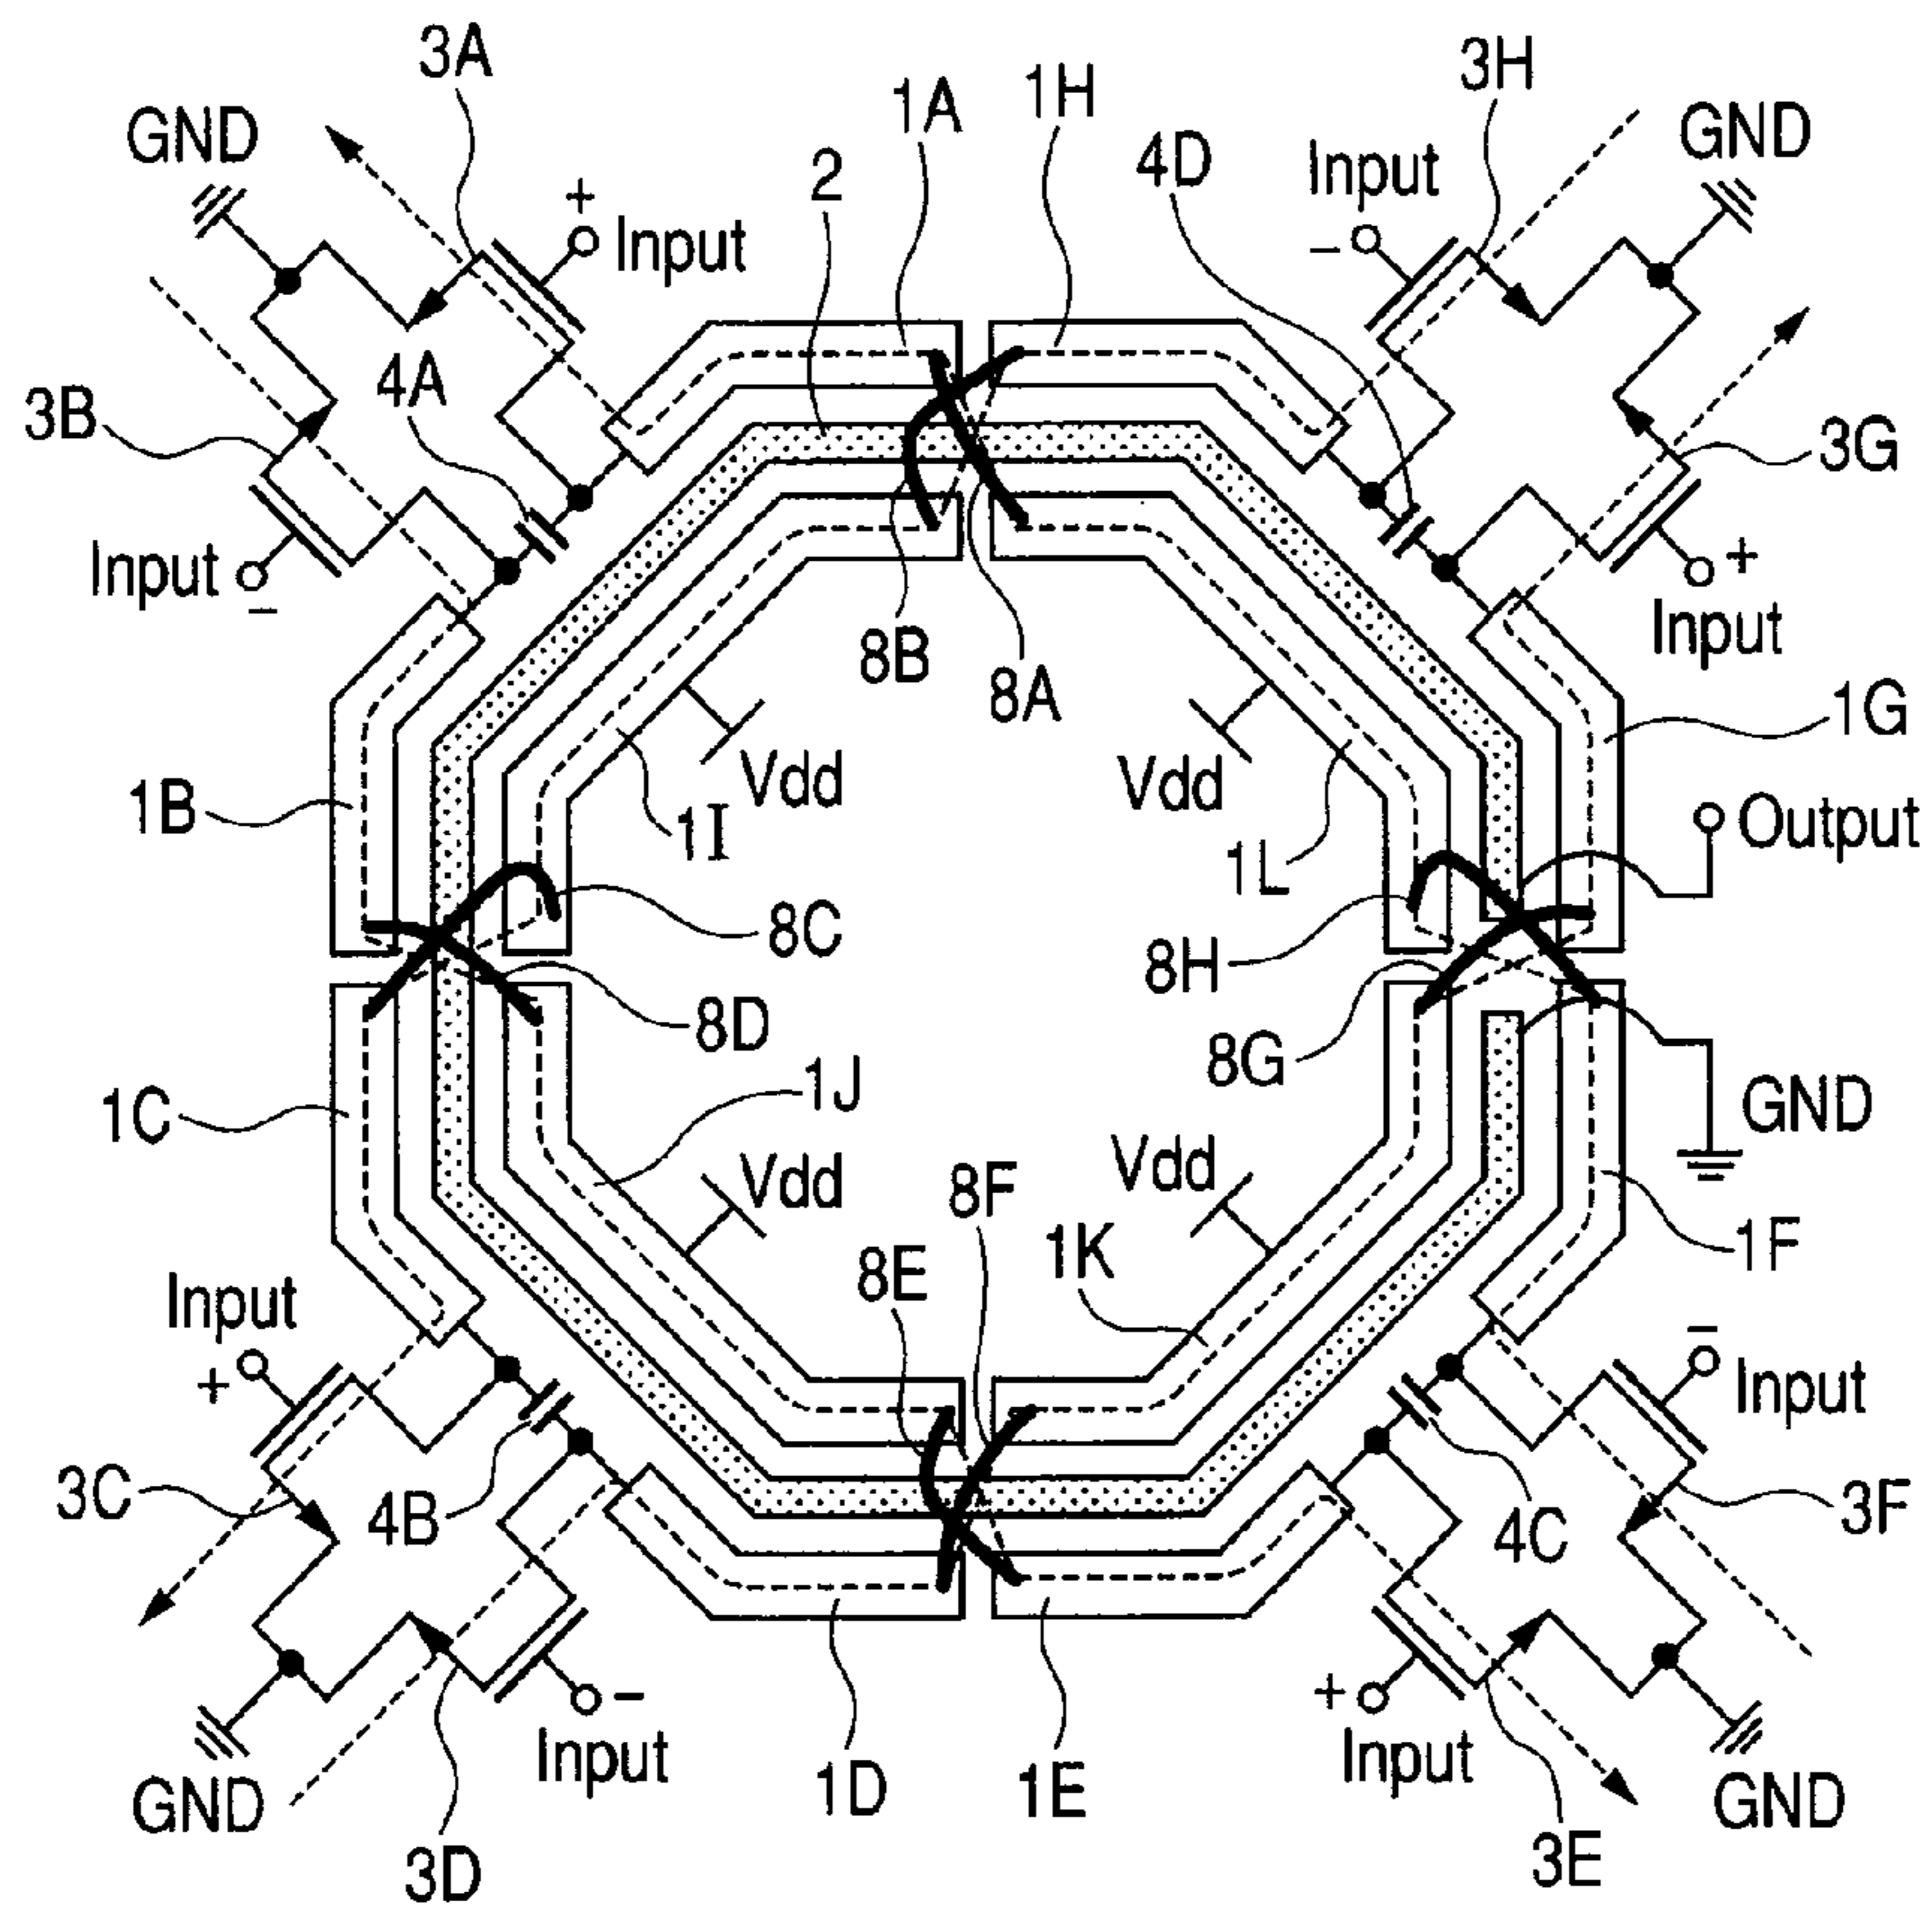 3A
1A
1H
3H
GND
2
4D
Input
GND
+
Input
−
4A
3B
3G
Input
−
+
Input
8B
8A
1G
Vdd
Vdd
1B
1I
1L
Output
8C
8H
8D
8G
1C
1J
GND
Vdd
8F
Vdd
1F
8E
1K
Input
+
−
Input
3C
4B
4C
3F
−
Input
+
Input
1D
1E
GND
GND
3D
3E